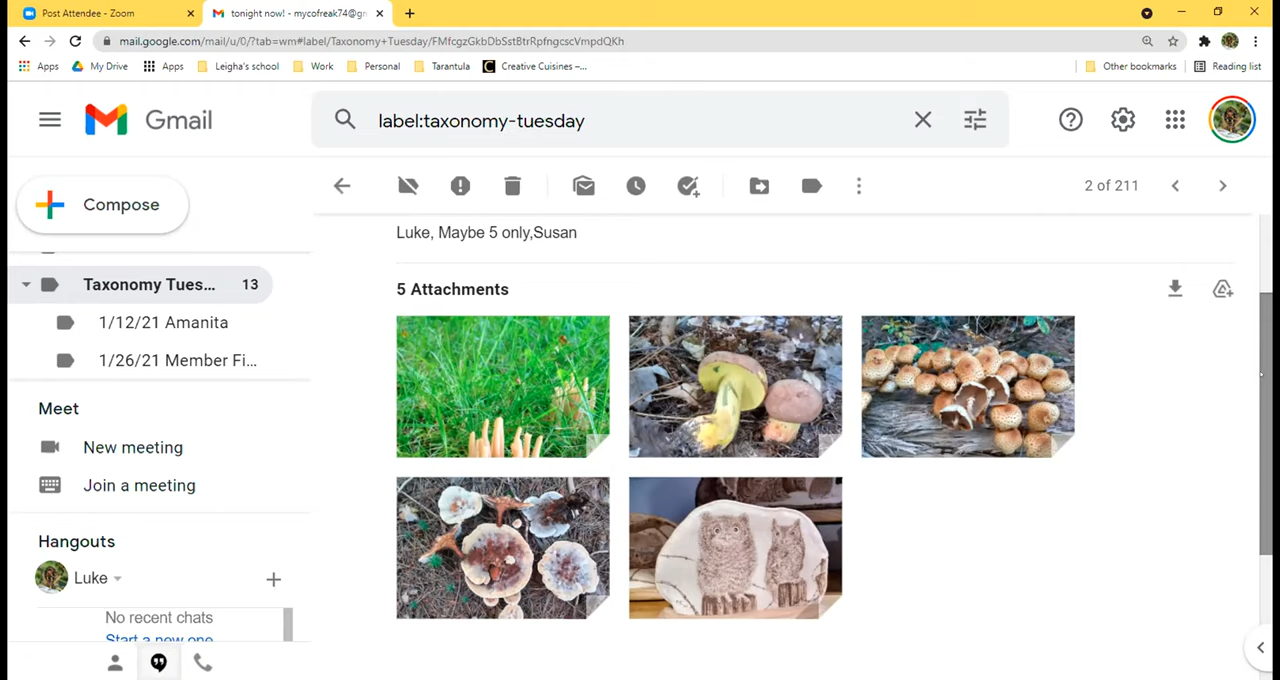 Post Attendee - Zoom
tonight now! - mycofreak74@gm
mail.google.com/mail/u/0/?tab=wm#label/Taxonomy+Tuesday/FMfcgzGkbDbSstBtrRpfngcscVmpdQKh
Apps My Drive Apps Leigha's school Work Personal Tarantula Creative Cuisines –... Other bookmarks Reading list
Gmail
label:taxonomy-tuesday
Compose
2 of 211
Luke, Maybe 5 only,Susan
Taxonomy Tues... 13
5 Attachments
1/12/21 Amanita
1/26/21 Member Fi...
Meet
New meeting
Join a meeting
Hangouts
Luke
No recent chats
Start a new one